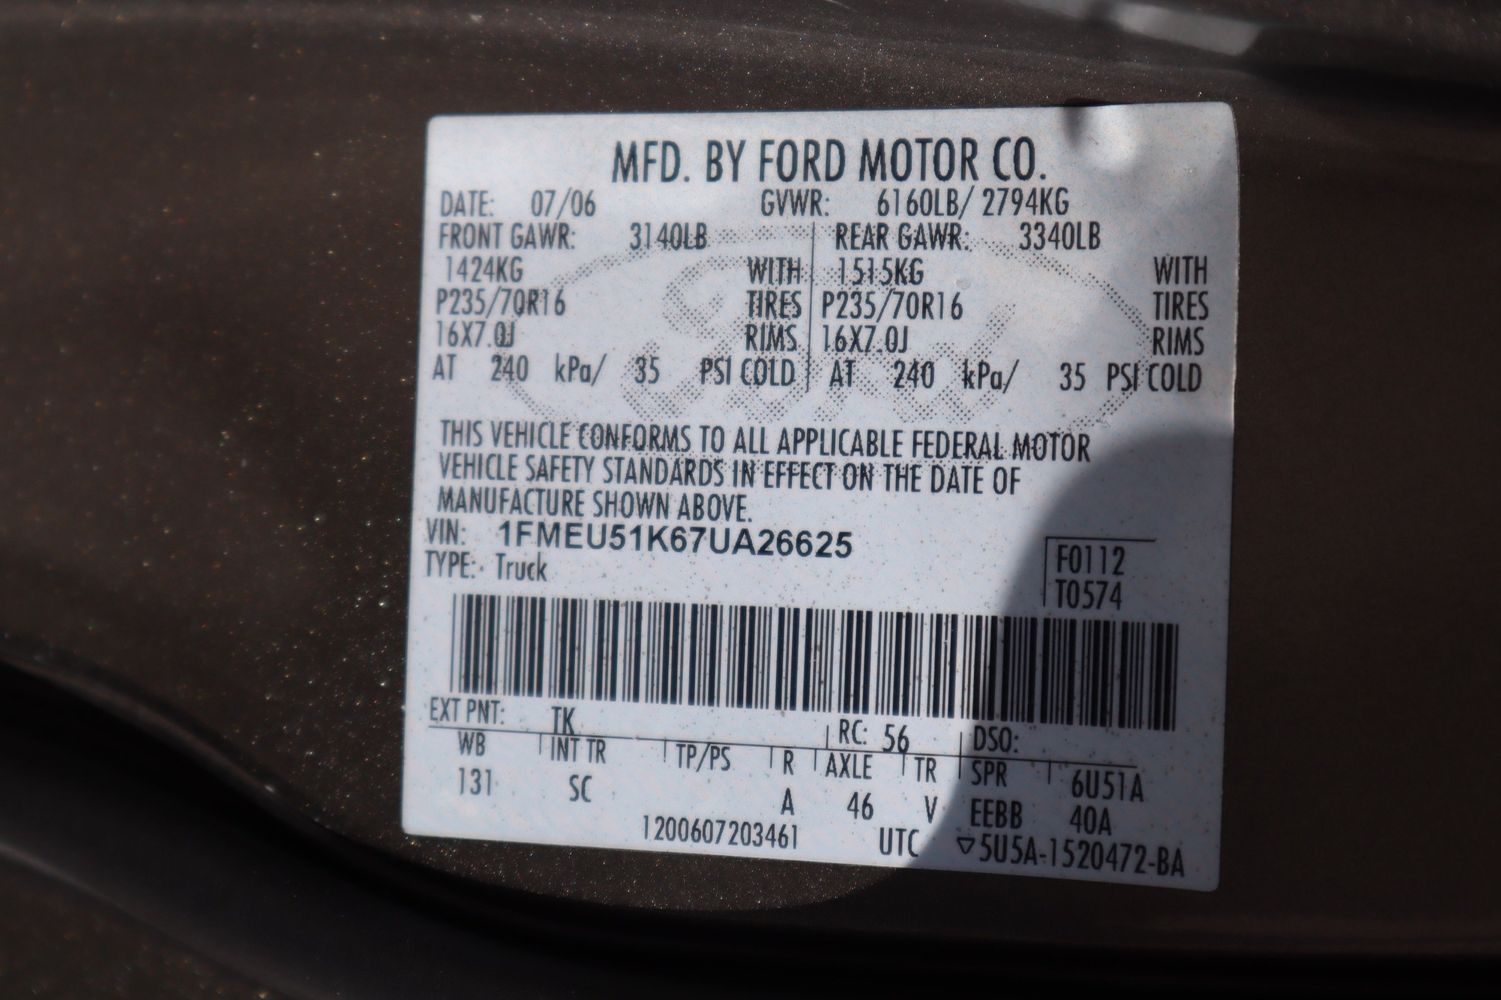 MFD. BY FORD MOTOR CO.
DATE: 07/06 GVWR: 6160LB/ 2794KG
FRONT GAWR: 3140LB REAR GAWR: 3340LB
1424KG WITH 1515KG WITH
P235/70R16 TIRES P235/70R16 TIRES
16X7.0J RIMS 16X7.0J RIMS
AT 240 kPa/ 35 PSI COLD AT 240 kPa/ 35 PSI COLD
THIS VEHICLE CONFORMS TO ALL APPLICABLE FEDERAL MOTOR
VEHICLE SAFETY STANDARDS IN EFFECT ON THE DATE OF
MANUFACTURE SHOWN ABOVE.
VIN: 1FMEU51K67UA26625
TYPE: Truck
F0112
T0574
EXT PNT: TK RC: 56 DSO:
WB INT TR TP/PS R AXLE TR SPR 6U51A
131 SC A 46 V EEBB 40A
1200607203461 UTC ▽5U5A-1520472-BA